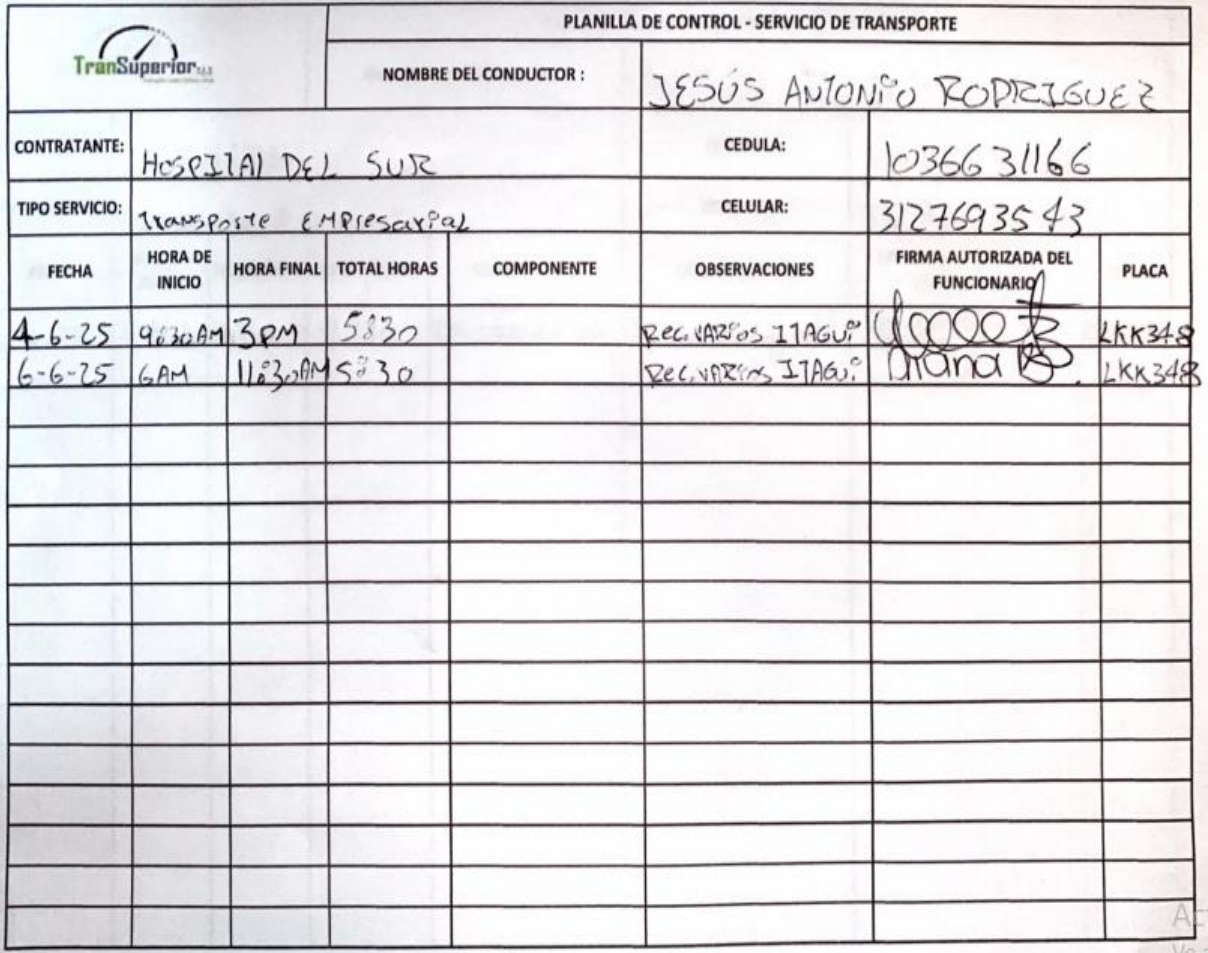 PLANILLA DE CONTROL - SERVICIO DE TRANSPORTE
TranSuperior S.A.S
NOMBRE DEL CONDUCTOR : JESÚS ANTONIO RODRIGUEZ
CONTRATANTE: HOSPITAl DEL SUR CEDULA: 1036631166
TIPO SERVICIO: transporte EMPresarial CELULAR: 3127693543
FECHA HORA DE INICIO HORA FINAL TOTAL HORAS COMPONENTE OBSERVACIONES FIRMA AUTORIZADA DEL FUNCIONARIO PLACA
4-6-25 9:30AM 3PM 5:30 Rec. VARIOS ITAGUÍ LKK348
6-6-25 6AM 11:30AM 5:30 Rec. VARIOS ITAGUÍ Diana LKK348